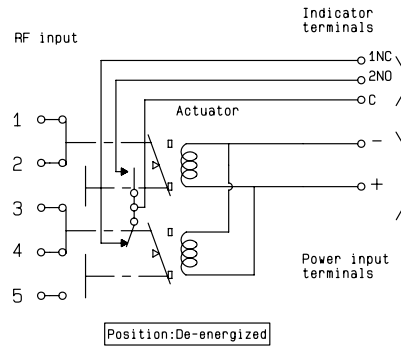 Indicator
terminals
RF input
1NC
2NO
C
Actuator
1
2
3
4
5
−
+
Power input
terminals
Position:De-energized